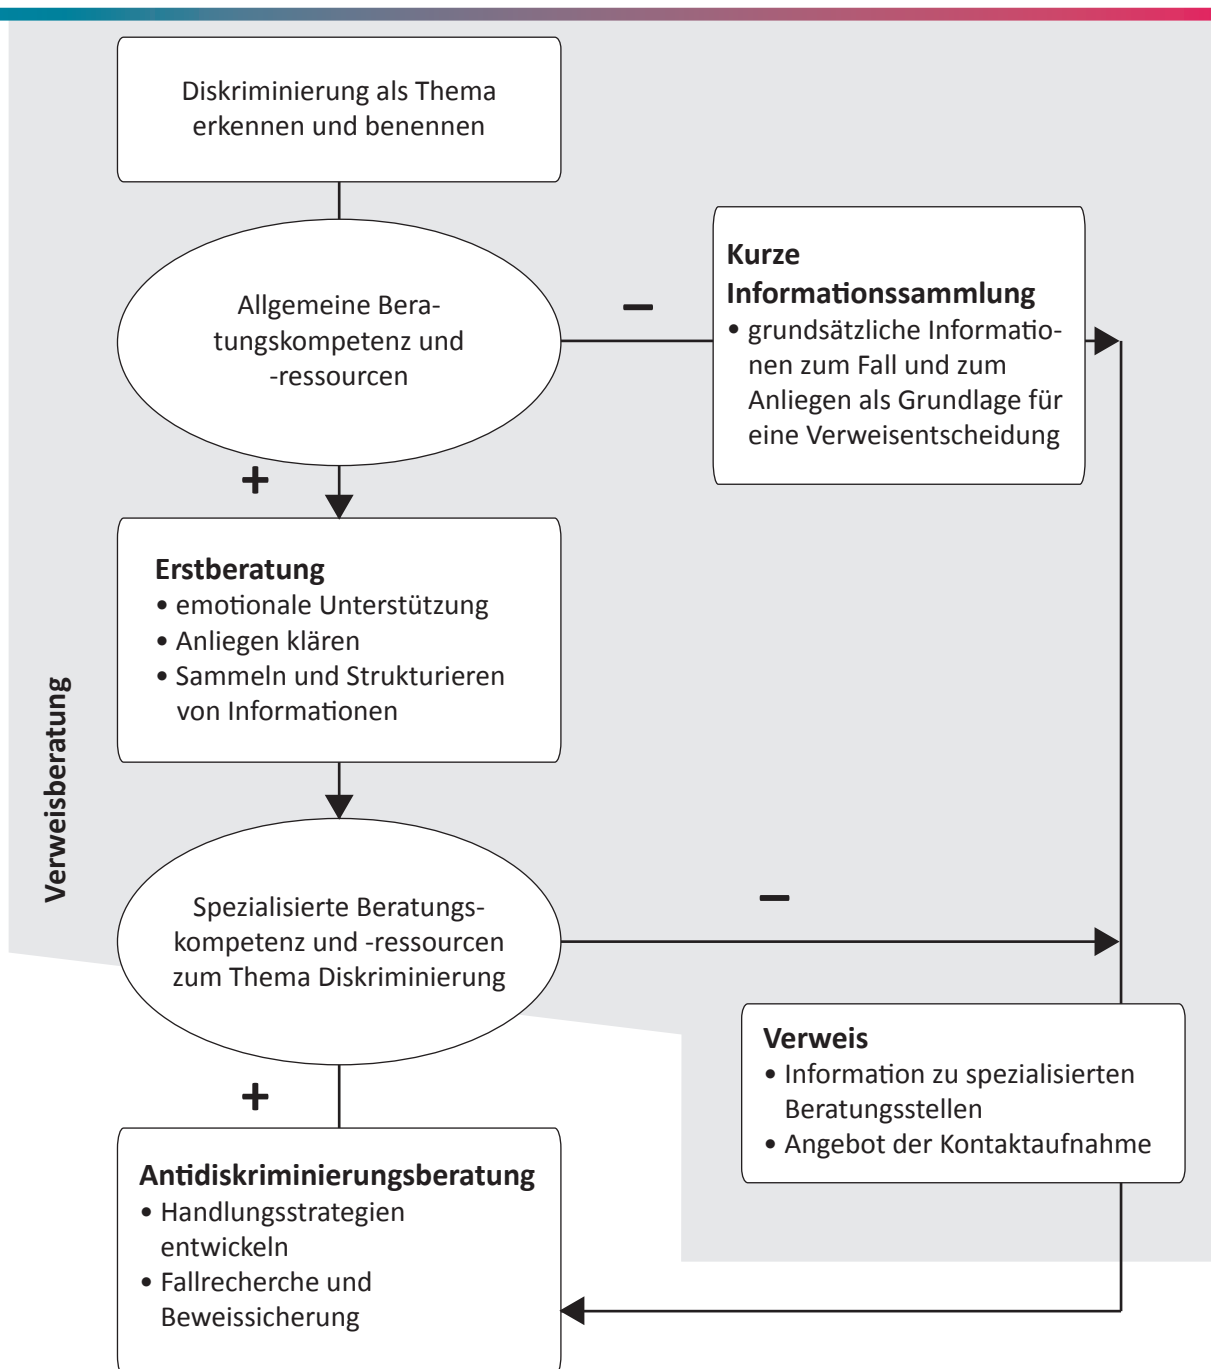 Diskriminierung als Thema
erkennen und benennen
Allgemeine Bera-
tungskompetenz und
-ressourcen
–
Kurze
Informationssammlung
• grundsätzliche Informatio-
nen zum Fall und zum
Anliegen als Grundlage für
eine Verweisentscheidung
+
Erstberatung
• emotionale Unterstützung
• Anliegen klären
• Sammeln und Strukturieren
von Informationen
Verweisberatung
Spezialisierte Beratungs-
kompetenz und -ressourcen
zum Thema Diskriminierung
–
Verweis
• Information zu spezialisierten
Beratungsstellen
• Angebot der Kontaktaufnahme
+
Antidiskriminierungsberatung
• Handlungsstrategien
entwickeln
• Fallrecherche und
Beweissicherung